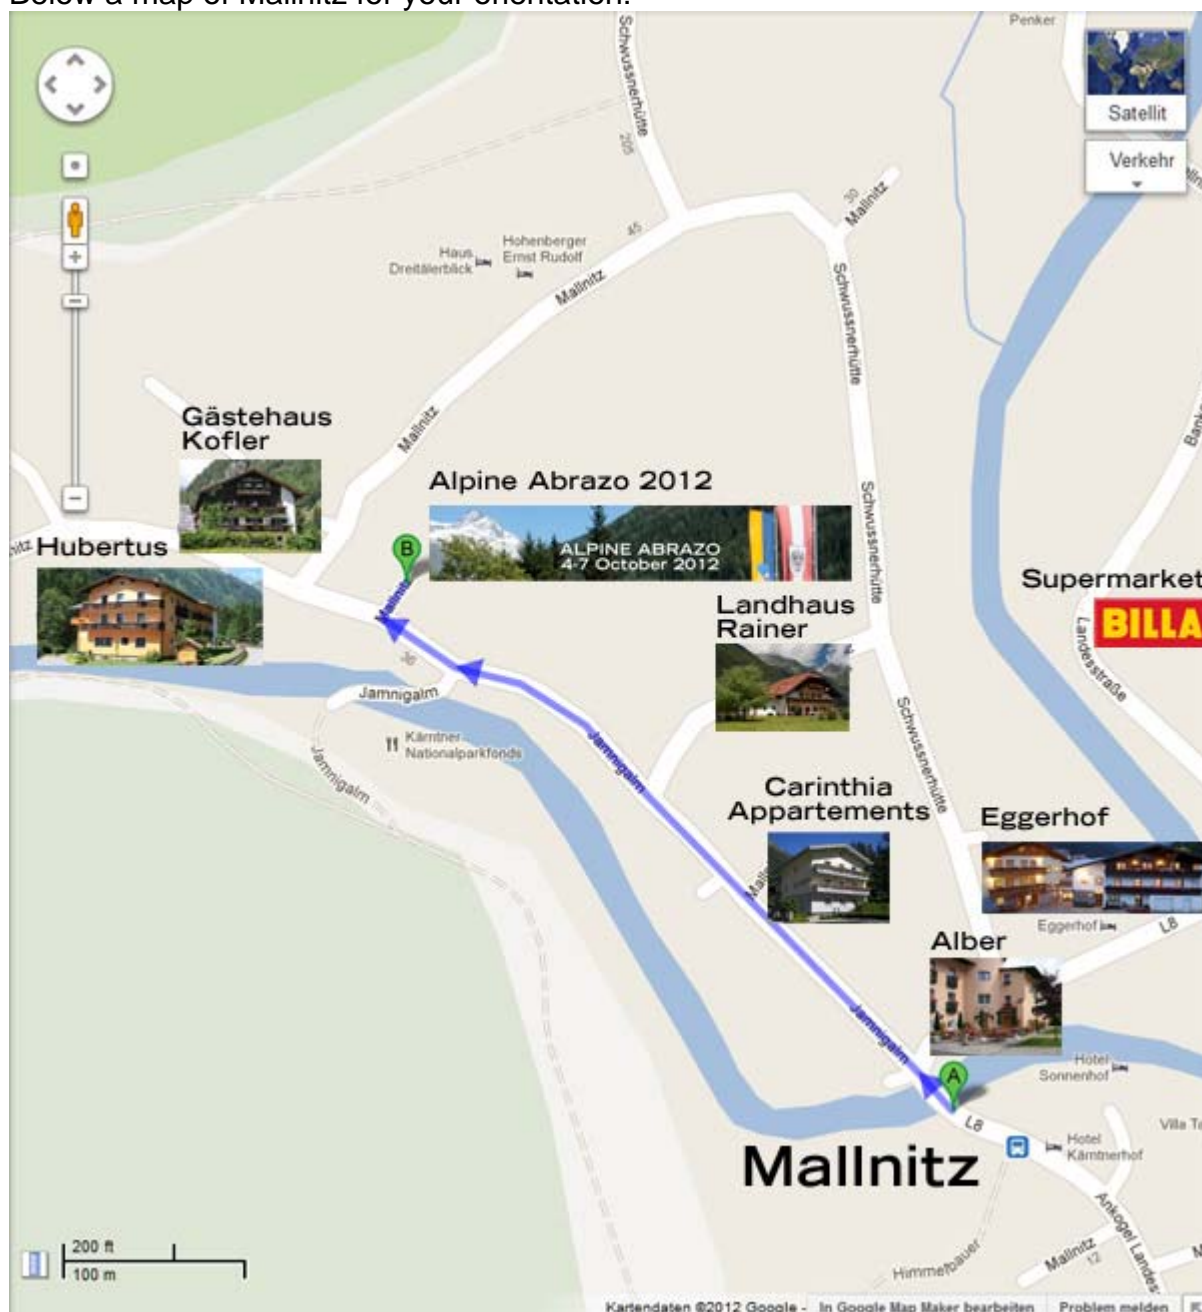 Below a map of Mallnitz for your orientation:
Penker
Schwussnerhütte
205
Satellit
Verkehr
30
Mallnitz
45
Haus
Dreitälerblick
Hohenberger
Ernst Rudolf
Mallnitz
Schwussnerhütte
Gästehaus
Kofler
Mallnitz
Alpine Abrazo 2012
Schwussnerhütte
B
ALPINE ABRAZO
4-7 October 2012
Hubertus
Mallnitz
Supermarket
BILLA
Landesstraße
Landhaus
Rainer
36
Jamnigalm
Kärntner
Nationalparkfonds
Jamnigalm
Jamnigalm
Schwussnerhütte
Carinthia
Appartements
Eggerhof
Eggerhof
L8
Alber
Jamnigalm
A
Hotel
Sonnenhof
L8
Villa
Hotel
Kärntnerhof
Mallnitz
Ankogel
Mallnitz
12
Himmelbauer
200 ft
100 m
Kartendaten ©2012 Google - In Google Map Maker bearbeiten Problem melden